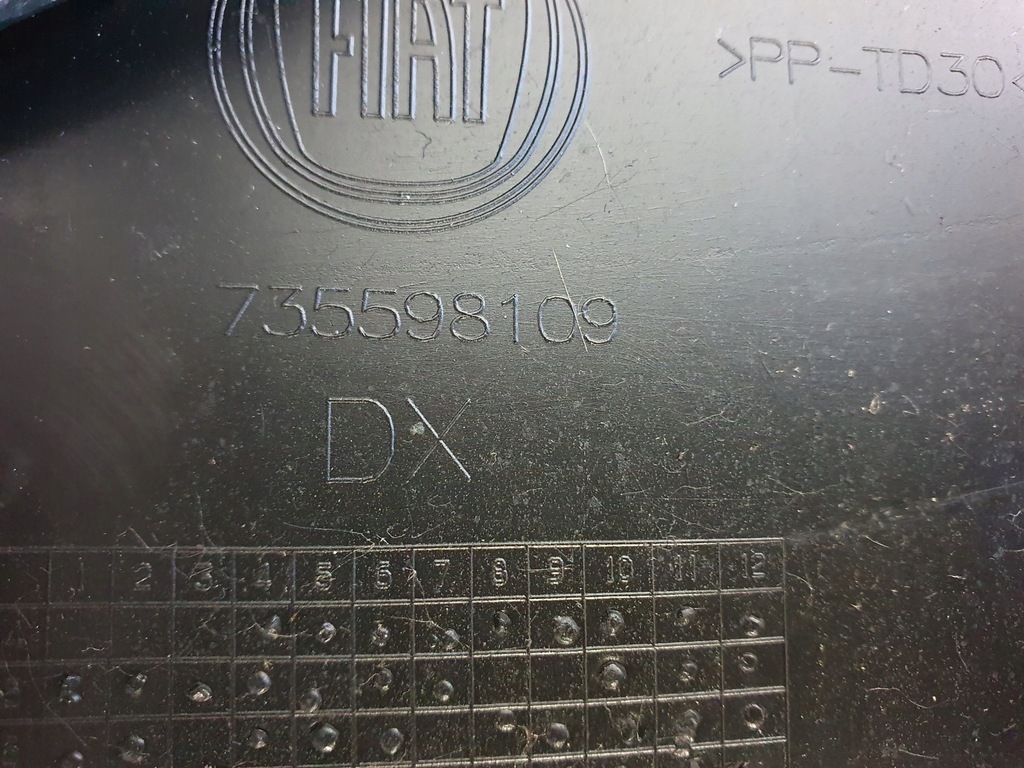 FIAT
>PP-TD30<
735598109
DX
1 2 3 4 5 6 7 8 9 10 11 12